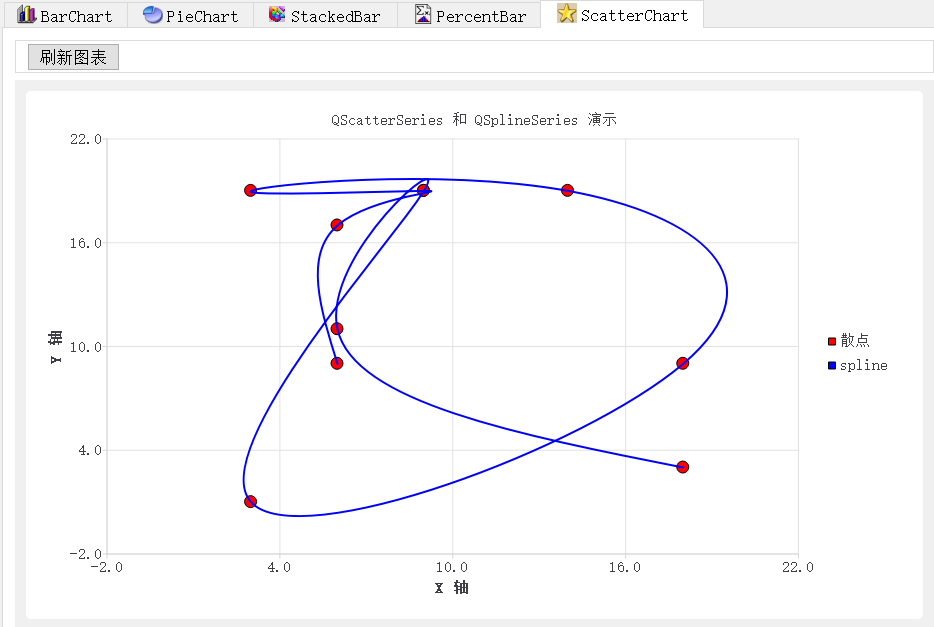 BarChart PieChart StackedBar PercentBar ScatterChart
刷新图表
QScatterSeries 和 QSplineSeries 演示
22.0
16.0
10.0
4.0
-2.0
Y 轴
散点
spline
-2.0 4.0 10.0 16.0 22.0
X 轴